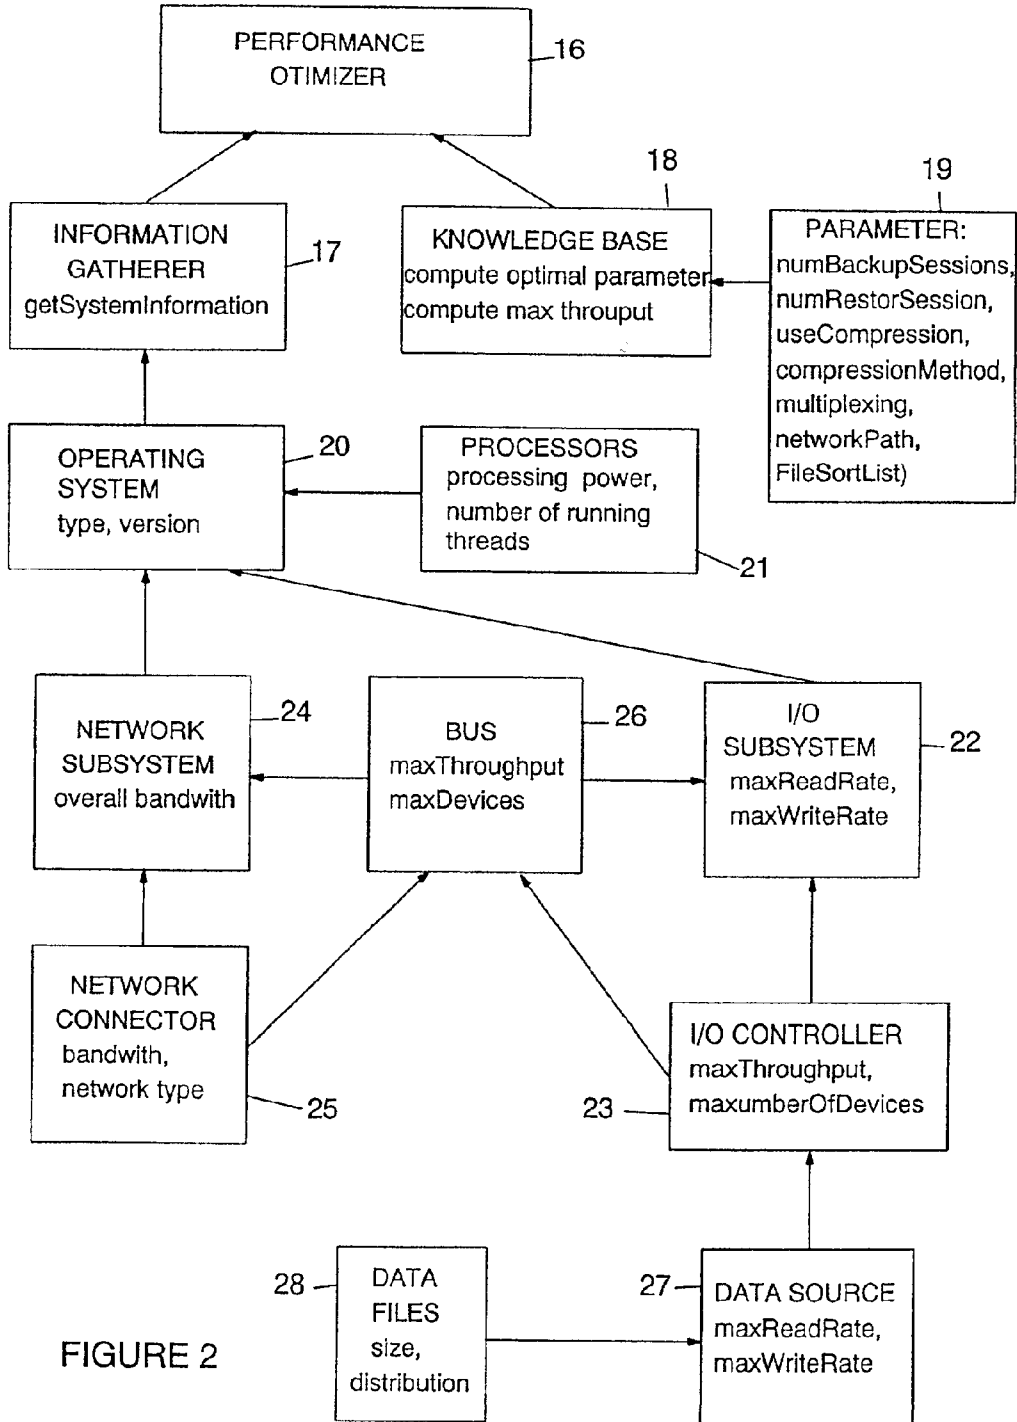 PERFORMANCE
OTIMIZER
16
INFORMATION
GATHERER
getSystemInformation
17
18
KNOWLEDGE BASE
compute optimal parameter
compute max throuput
19
PARAMETER:
numBackupSessions,
numRestorSession,
useCompression,
compressionMethod,
multiplexing,
networkPath,
FileSortList)
OPERATING
SYSTEM
type, version
20
PROCESSORS
processing power,
number of running
threads
21
NETWORK
SUBSYSTEM
overall bandwith
24
BUS
maxThroughput
maxDevices
26
I/O
SUBSYSTEM
maxReadRate,
maxWriteRate
22
NETWORK
CONNECTOR
bandwith,
network type
25
I/O CONTROLLER
maxThroughput,
maxumberOfDevices
23
28
DATA
FILES
size,
distribution
27
DATA SOURCE
maxReadRate,
maxWriteRate
FIGURE 2